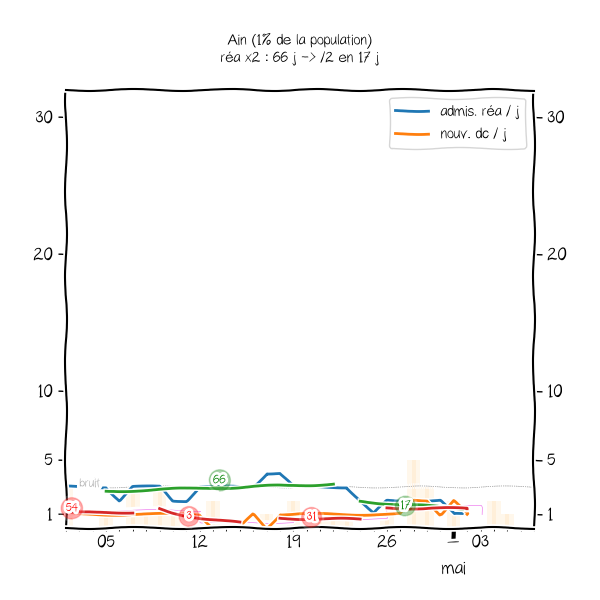 Ain (1% de la population)
réa x2 : 66 j -> /2 en 17 j
admis. réa / j
nouv. dc / j
30 30
20 20
10 10
5 5
1 1
bruit
66
54
3
31
17
05 12 19 26 1 03
mai